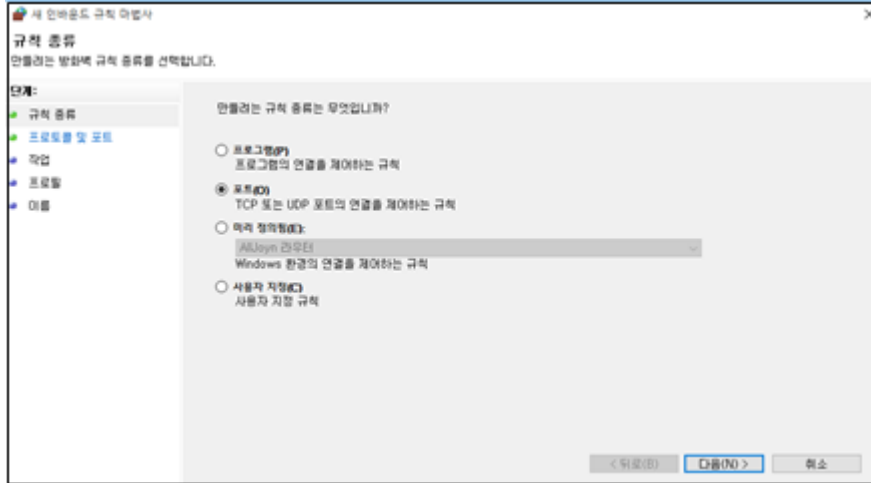 새 인바운드 규칙 마법사
규칙 종류
만들려는 방화벽 규칙 종류를 선택합니다.
단계:
규칙 종류
프로토콜 및 포트
작업
프로필
이름
만들려는 규칙 종류는 무엇입니까?
프로그램(P)
프로그램의 연결을 제어하는 규칙
포트(O)
TCP 또는 UDP 포트의 연결을 제어하는 규칙
미리 정의됨(E):
AllJoyn 라우터
Windows 환경의 연결을 제어하는 규칙
사용자 지정(C)
사용자 지정 규칙
< 뒤로(B)
다음(N) >
취소